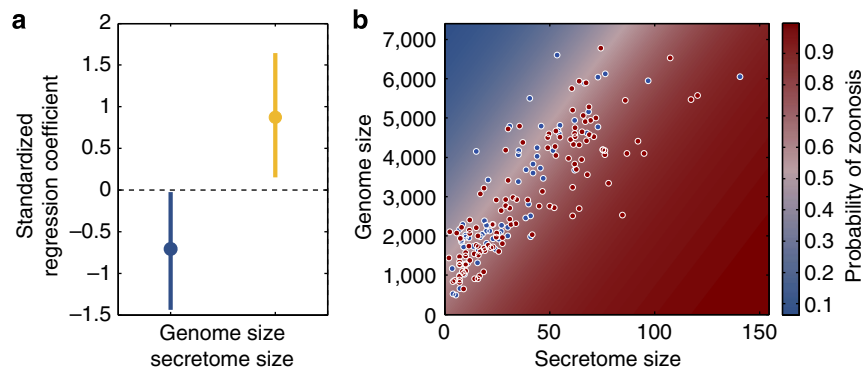 a
2
1.5
1
0.5
0
−0.5
−1
−1.5
Standardized
regression coefficient
Genome size
secretome size
b
7,000
6,000
5,000
4,000
3,000
2,000
1,000
0
Genome size
0 50 100 150
Secretome size
0.9
0.8
0.7
0.6
0.5
0.4
0.3
0.2
0.1
Probability of zoonosis